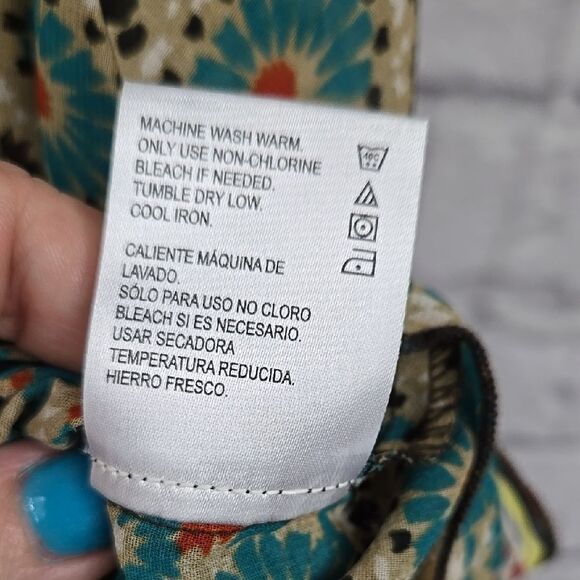 MACHINE WASH WARM.
ONLY USE NON-CHLORINE
BLEACH IF NEEDED.
TUMBLE DRY LOW.
COOL IRON.
CALIENTE MÁQUINA DE
LAVADO.
SÓLO PARA USO NO CLORO
BLEACH SI ES NECESARIO.
USAR SECADORA
TEMPERATURA REDUCIDA.
HIERRO FRESCO.